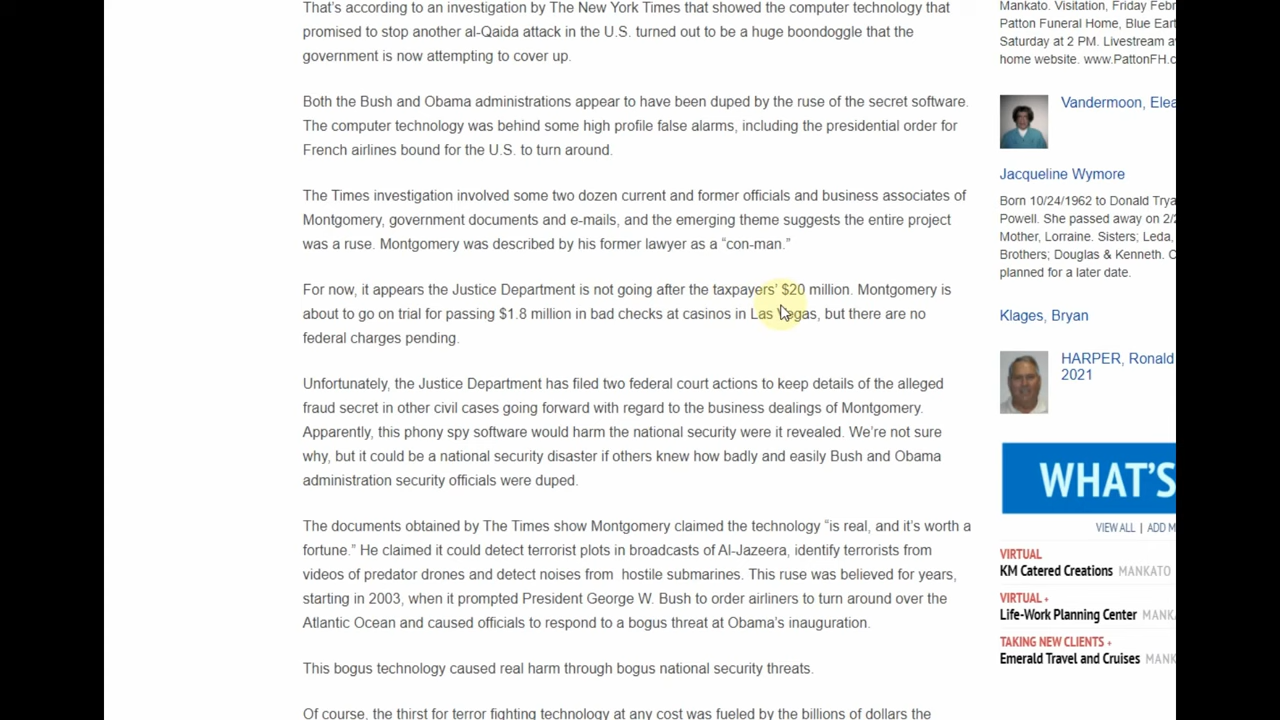 That’s according to an investigation by The New York Times that showed the computer technology that
promised to stop another al-Qaida attack in the U.S. turned out to be a huge boondoggle that the
government is now attempting to cover up.
Both the Bush and Obama administrations appear to have been duped by the ruse of the secret software.
The computer technology was behind some high profile false alarms, including the presidential order for
French airlines bound for the U.S. to turn around.
The Times investigation involved some two dozen current and former officials and business associates of
Montgomery, government documents and e-mails, and the emerging theme suggests the entire project
was a ruse. Montgomery was described by his former lawyer as a “con-man.”
For now, it appears the Justice Department is not going after the taxpayers’ $20 million. Montgomery is
about to go on trial for passing $1.8 million in bad checks at casinos in Las Vegas, but there are no
federal charges pending.
Unfortunately, the Justice Department has filed two federal court actions to keep details of the alleged
fraud secret in other civil cases going forward with regard to the business dealings of Montgomery.
Apparently, this phony spy software would harm the national security were it revealed. We’re not sure
why, but it could be a national security disaster if others knew how badly and easily Bush and Obama
administration security officials were duped.
The documents obtained by The Times show Montgomery claimed the technology “is real, and it’s worth a
fortune.” He claimed it could detect terrorist plots in broadcasts of Al-Jazeera, identify terrorists from
videos of predator drones and detect noises from  hostile submarines. This ruse was believed for years,
starting in 2003, when it prompted President George W. Bush to order airliners to turn around over the
Atlantic Ocean and caused officials to respond to a bogus threat at Obama’s inauguration.
This bogus technology caused real harm through bogus national security threats.
Of course, the thirst for terror fighting technology at any cost was fueled by the billions of dollars the
Mankato. Visitation, Friday Febr
Patton Funeral Home, Blue Eart
Saturday at 2 PM. Livestream a
home website. www.PattonFH.c
Vandermoon, Elea
Jacqueline Wymore
Born 10/24/1962 to Donald Trya
Powell. She passed away on 2/2
Mother, Lorraine. Sisters; Leda,
Brothers; Douglas & Kenneth. C
planned for a later date.
Klages, Bryan
HARPER, Ronald
2021
WHAT’S
VIEW ALL | ADD M
VIRTUAL
KM Catered Creations MANKATO
VIRTUAL +
Life-Work Planning Center MANK
TAKING NEW CLIENTS +
Emerald Travel and Cruises MANK